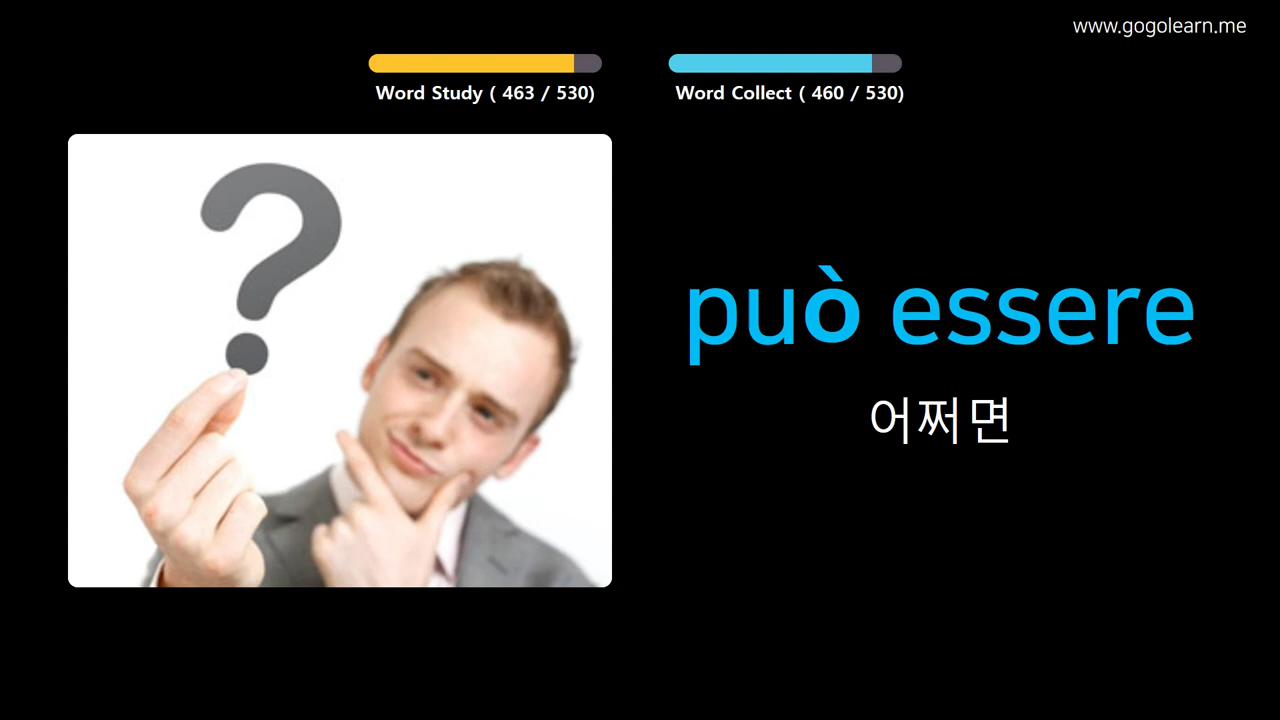 www.gogolearn.me
Word Study ( 463 / 530)
Word Collect ( 460 / 530)
?
può essere
어쩌면